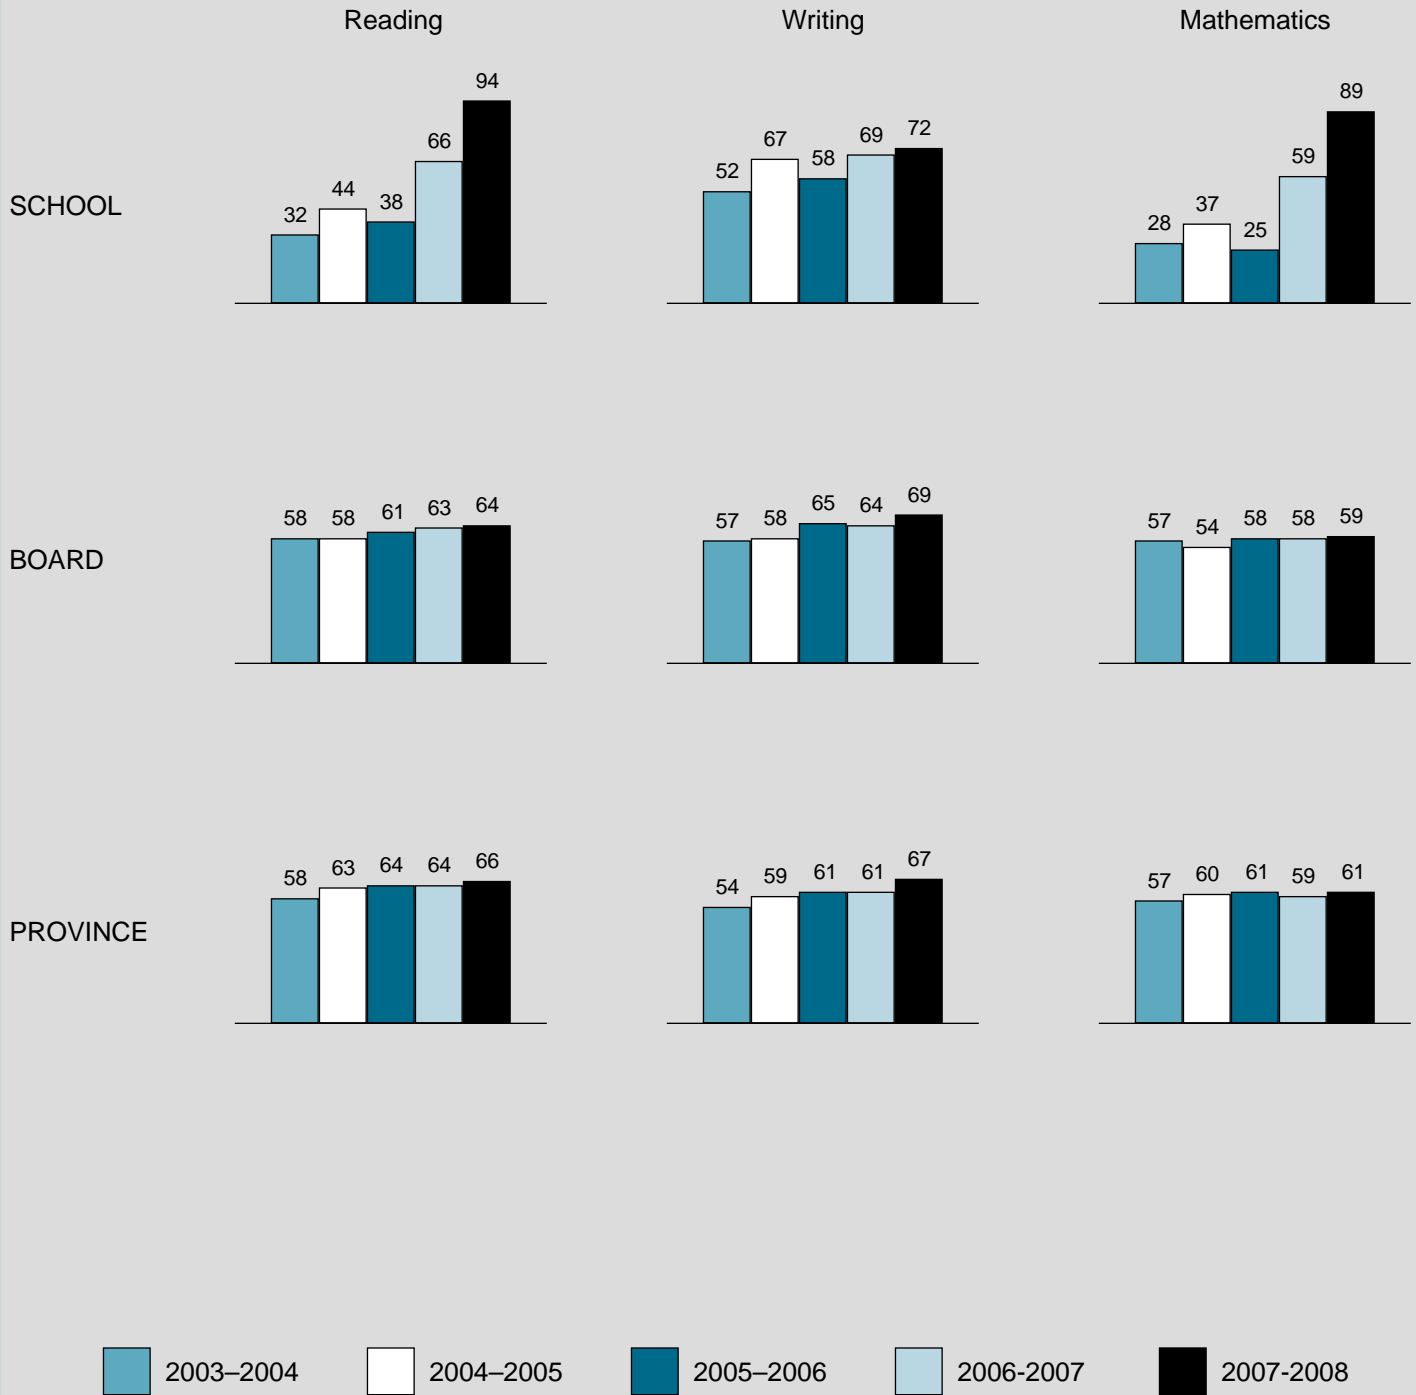 Reading Writing Mathematics
SCHOOL
32 44 38 66 94
52 67 58 69 72
28 37 25 59 89
BOARD
58 58 61 63 64
57 58 65 64 69
57 54 58 58 59
PROVINCE
58 63 64 64 66
54 59 61 61 67
57 60 61 59 61
2003–2004 2004–2005 2005–2006 2006-2007 2007-2008